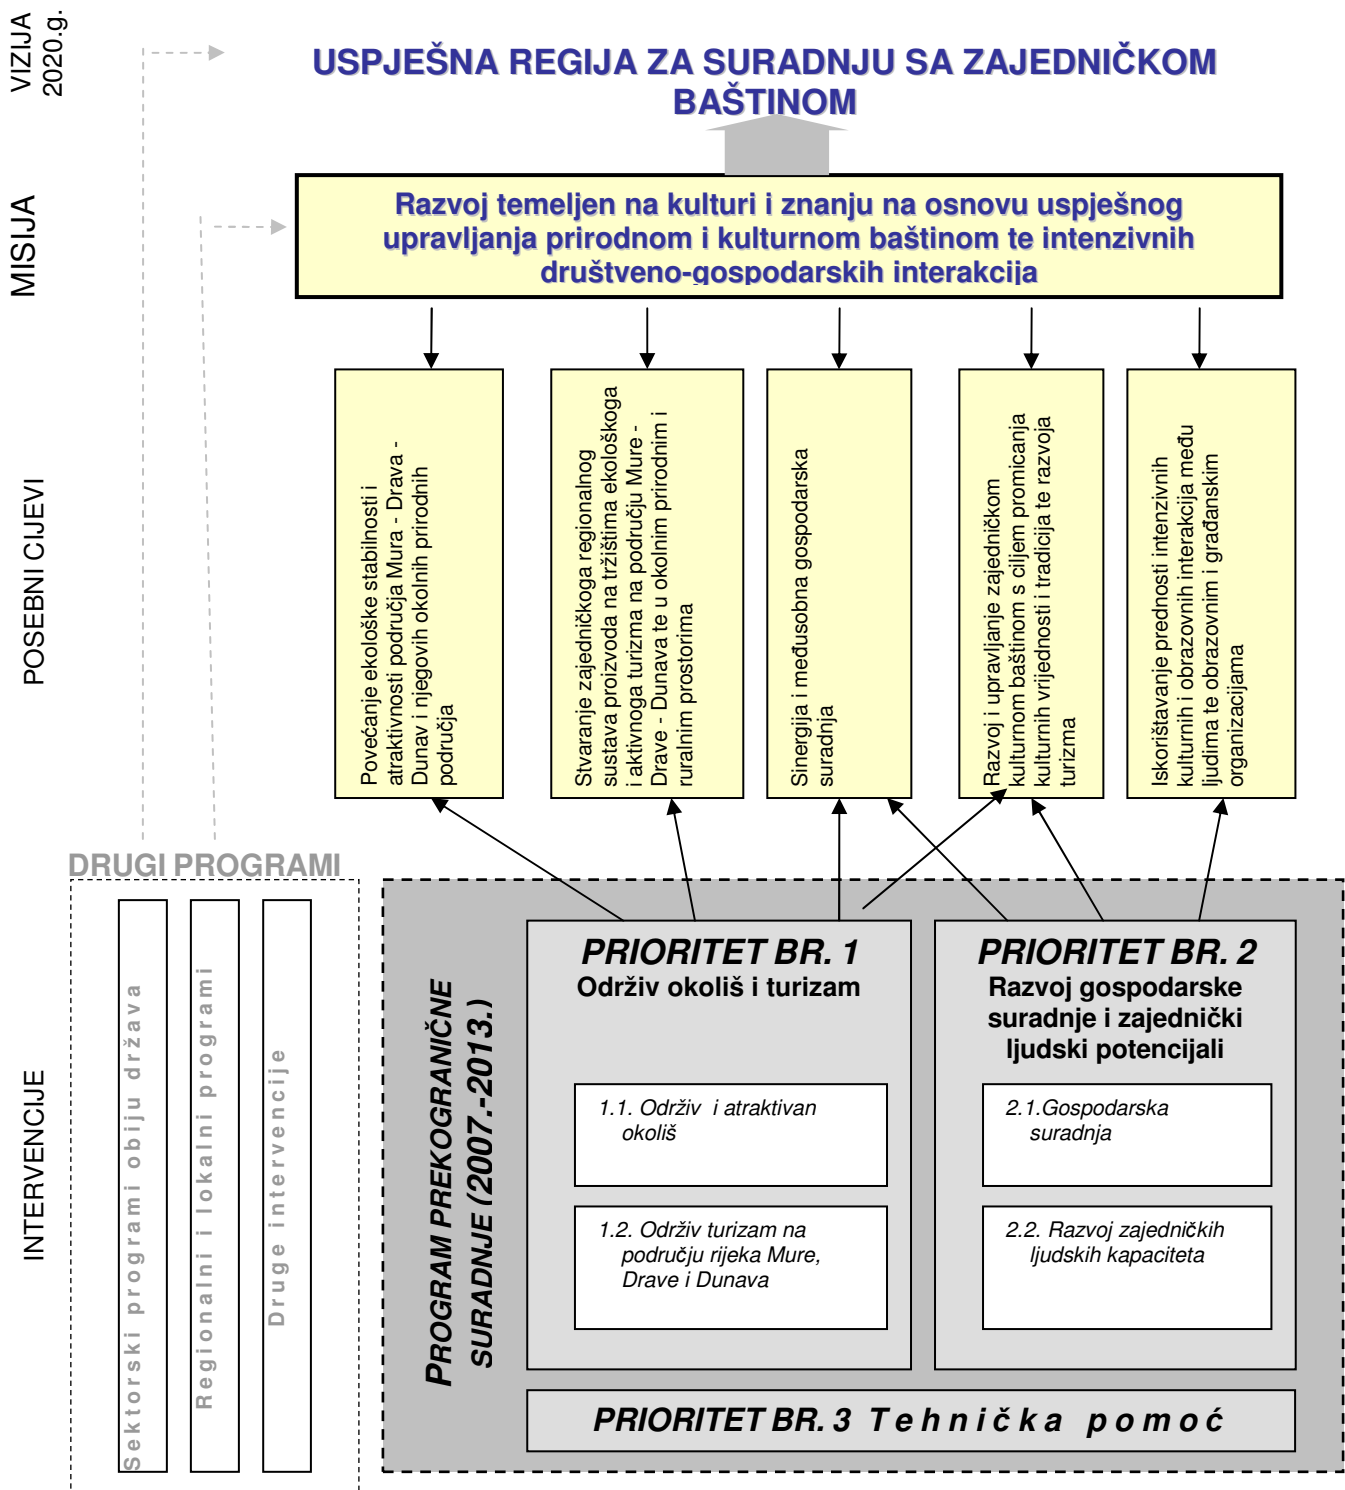 VIZIJA
2020.g.
USPJEŠNA REGIJA ZA SURADNJU SA ZAJEDNIČKOM
BAŠTINOM
MISIJA
Razvoj temeljen na kulturi i znanju na osnovu uspješnog
upravljanja prirodnom i kulturnom baštinom te intenzivnih
društveno-gospodarskih interakcija
POSEBNI CIJEVI
Povećanje ekološke stabilnosti i
atraktivnosti područja Mura - Drava -
Dunav i njegovih okolnih prirodnih
područja
Stvaranje zajedničkoga regionalnog
sustava proizvoda na tržištima ekološkoga
i aktivnoga turizma na području Mure -
Drave - Dunava te u okolnim prirodnim i
ruralnim prostorima
Sinergija i međusobna gospodarska
suradnja
Razvoj i upravljanje zajedničkom
kulturnom baštinom s ciljem promicanja
kulturnih vrijednosti i tradicija te razvoja
turizma
Iskorištavanje prednosti intenzivnih
kulturnih i obrazovnih interakcija među
ljudima te obrazovnim i građanskim
organizacijama
INTERVENCIJE
DRUGI PROGRAMI
Sektorski programi obiju država
Regionalni i lokalni programi
Druge intervencije
PROGRAM PREKOGRANIČNE
SURADNJE (2007.-2013.)
PRIORITET BR. 1
Održiv okoliš i turizam
1.1. Održiv i atraktivan
okoliš
1.2. Održiv turizam na
području rijeka Mure,
Drave i Dunava
PRIORITET BR. 2
Razvoj gospodarske
suradnje i zajednički
ljudski potencijali
2.1.Gospodarska
suradnja
2.2. Razvoj zajedničkih
ljudskih kapaciteta
PRIORITET BR. 3 Tehnička pomoć